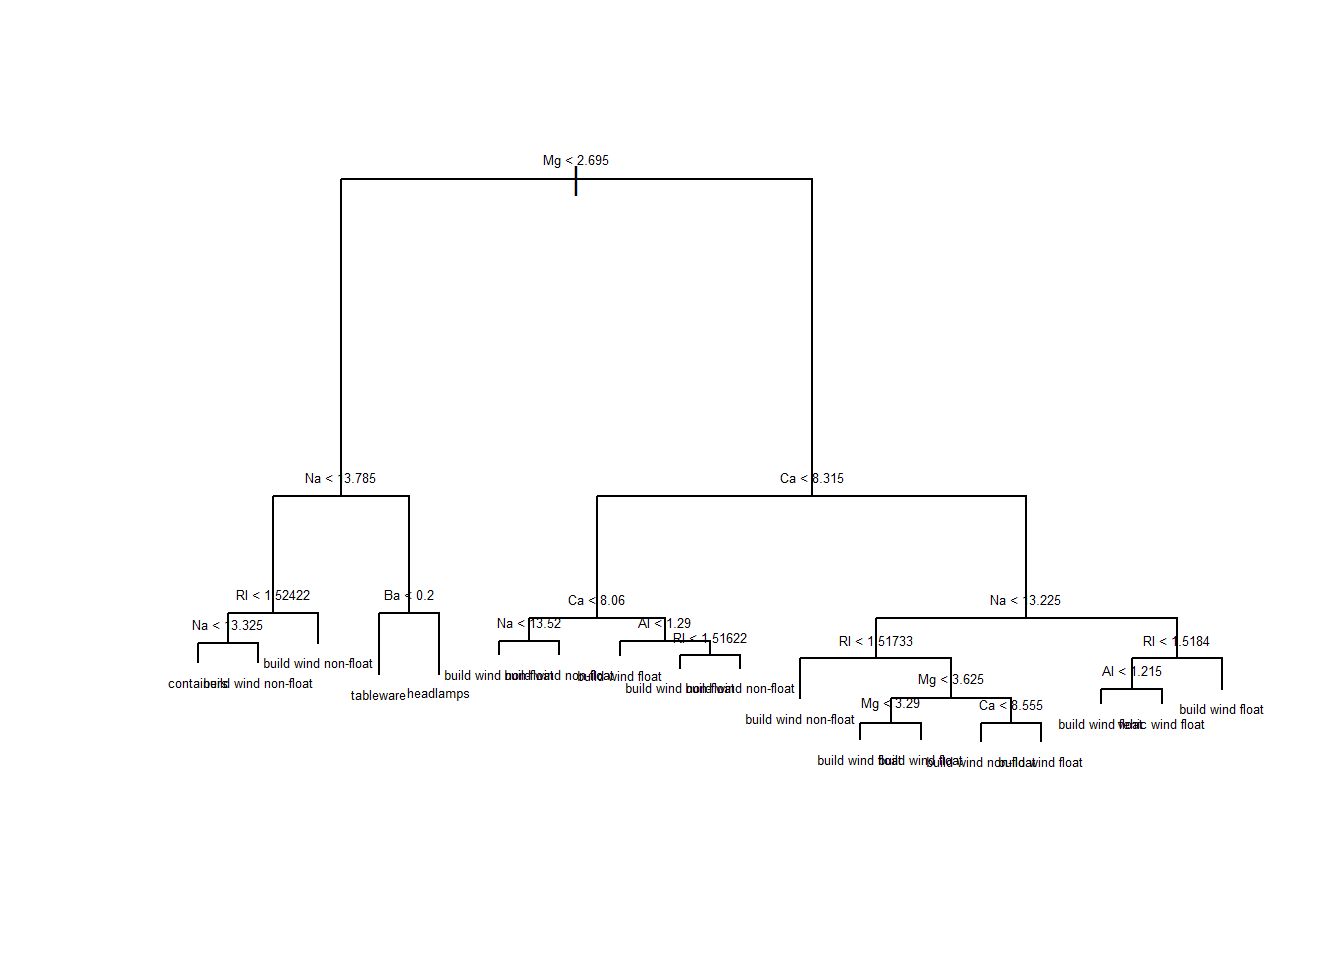 Mg < 2.695
Na < 13.785
Ca < 8.315
RI < 1.52422
Ba < 0.2
Ca < 8.06
Na < 13.225
Na < 13.325
Na < 13.52
Al < 1.29
RI < 1.51622
RI < 1.51733
RI < 1.5184
build wind non-float
containers
build wind non-float
tableware
headlamps
build wind non-float
build wind non-float
build wind float
build wind non-float
build wind non-float
Mg < 3.625
Al < 1.215
build wind non-float
Mg < 3.29
Ca < 8.555
build wind float
build wind float
vehic wind float
build wind float
build wind float
build wind non-float
build wind float